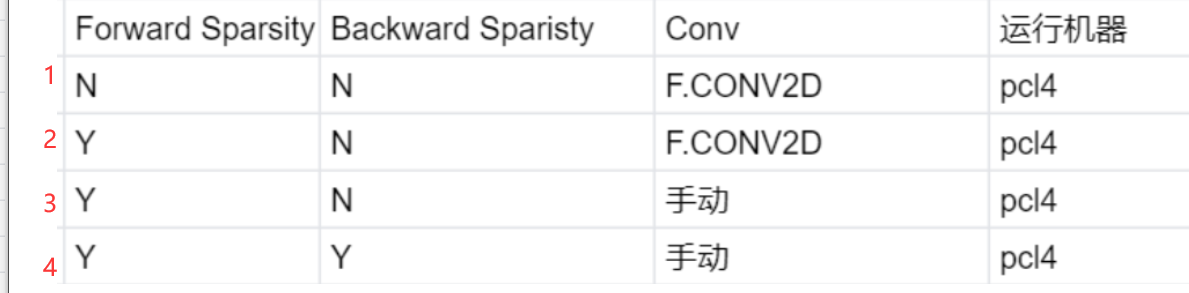 Forward Sparsity Backward Sparisty Conv 运行机器
1 N N F.CONV2D pcl4
2 Y N F.CONV2D pcl4
3 Y N 手动 pcl4
4 Y Y 手动 pcl4